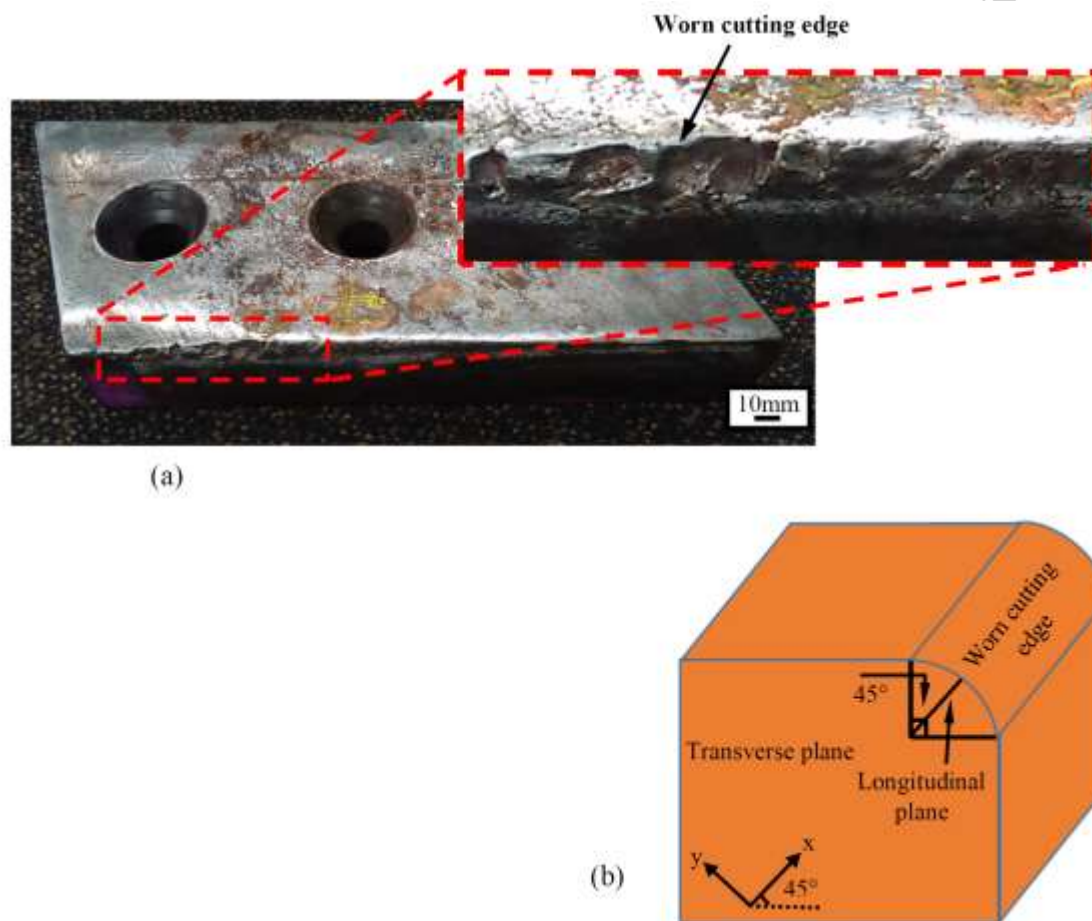 Worn cutting edge
10mm
(a)
Worn cutting
edge
45°
Transverse plane
Longitudinal
plane
y
x
45°
(b)